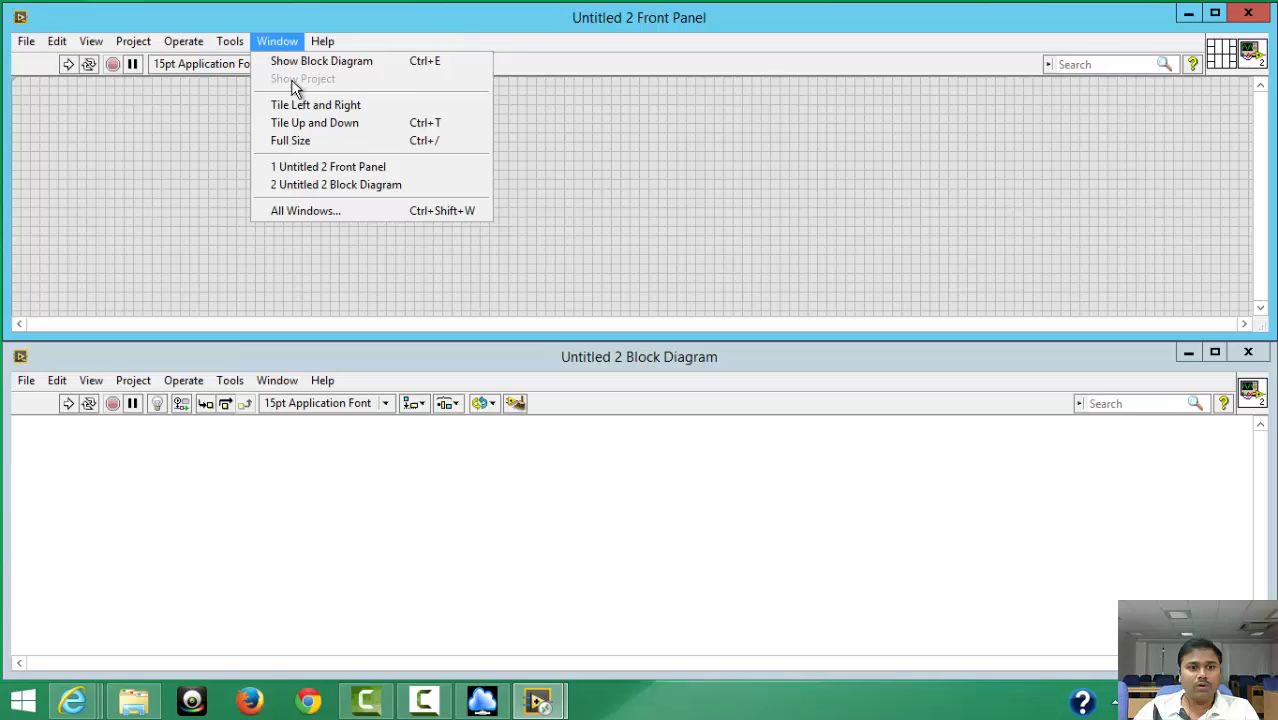 Untitled 2 Front Panel
File Edit View Project Operate Tools Window Help
15pt Application Fo
Search
?
2
Show Block Diagram Ctrl+E
Show Project
Tile Left and Right
Tile Up and Down Ctrl+T
Full Size Ctrl+/
1 Untitled 2 Front Panel
2 Untitled 2 Block Diagram
All Windows... Ctrl+Shift+W
Untitled 2 Block Diagram
File Edit View Project Operate Tools Window Help
15pt Application Font
Search
?
2
?